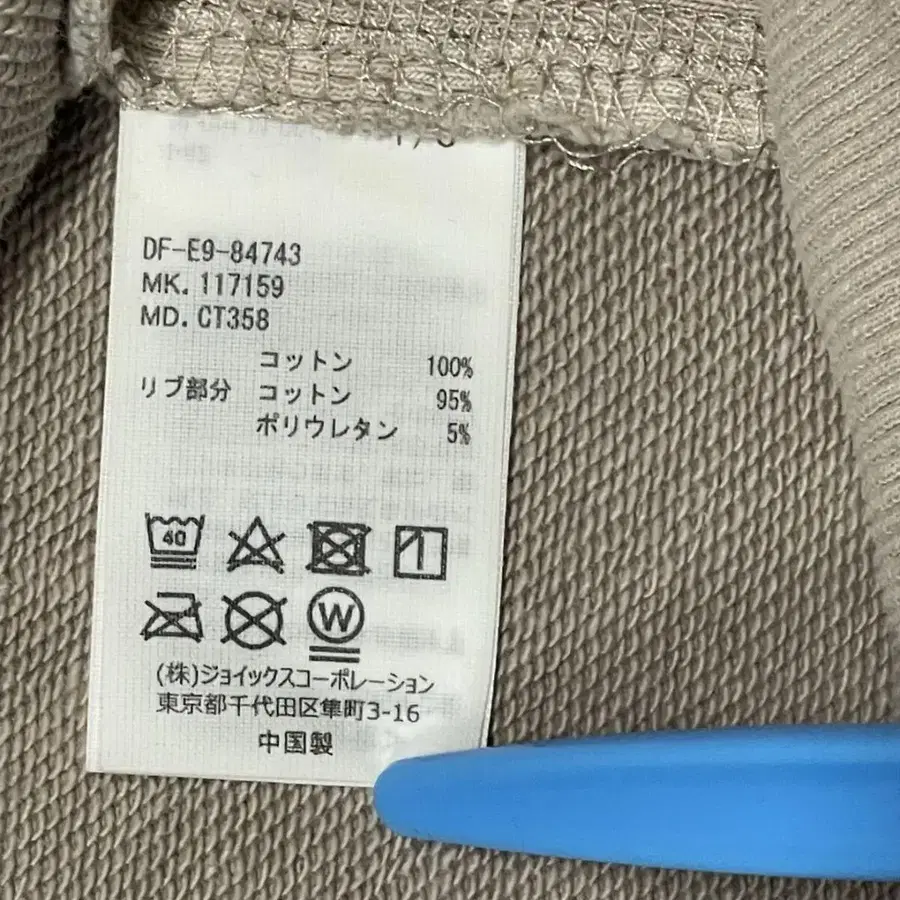 DF-E9-84743
MK. 117159
MD. CT358
コットン 100%
リブ部分 コットン 95%
ポリウレタン 5%
40
W
(株)ジョイックスコーポレーション
東京都千代田区隼町3-16
中国製